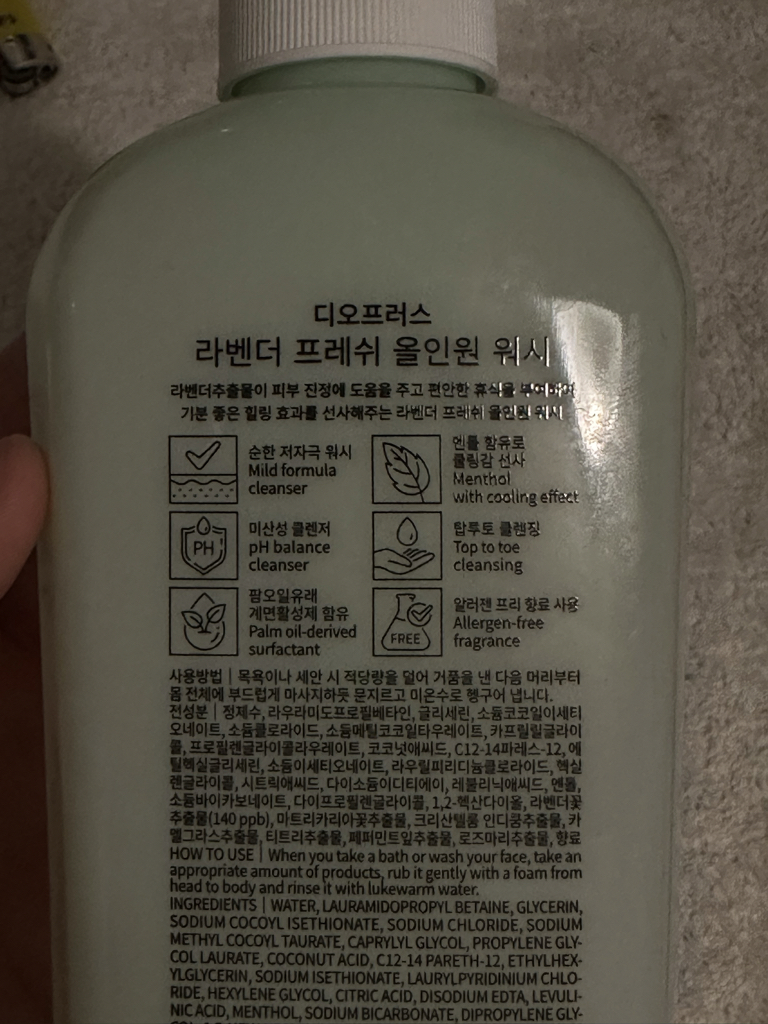 디오프러스
라벤더 프레쉬 올인원 워시
라벤더추출물이 피부 진정에 도움을 주고 편안한 휴식을 부여하여
기분 좋은 힐링 효과를 선사해주는 라벤더 프레쉬 올인원 워시
순한 저자극 워시
Mild formula
cleanser
멘톨 함유로
쿨링감 선사
Menthol
with cooling effect
PH
미산성 클렌저
pH balance
cleanser
탑투토 클렌징
Top to toe
cleansing
팜오일유래
계면활성제 함유
Palm oil-derived
surfactant
FREE
알러젠 프리 향료 사용
Allergen-free
fragrance
사용방법 | 목욕이나 세안 시 적당량을 덜어 거품을 낸 다음 머리부터
몸 전체에 부드럽게 마사지하듯 문지르고 미온수로 헹구어 냅니다.
전성분 | 정제수, 라우라미도프로필베타인, 글리세린, 소듐코코일이세티
오네이트, 소듐클로라이드, 소듐메틸코코일타우레이트, 카프릴릴글라이
콜, 프로필렌글라이콜라우레이트, 코코넛애씨드, C12-14파레스-12, 에
틸헥실글리세린, 소듐이세티오네이트, 라우릴피리디늄클로라이드, 헥실
렌글라이콜, 시트릭애씨드, 다이소듐이디티에이, 레불리닉애씨드, 멘톨,
소듐바이카보네이트, 다이프로필렌글라이콜, 1,2-헥산다이올, 라벤더꽃
추출물(140 ppb), 마트리카리아꽃추출물, 크리산텔룸 인디쿰추출물, 카
멜그라스추출물, 티트리추출물, 페퍼민트잎추출물, 로즈마리추출물, 향료
HOW TO USE | When you take a bath or wash your face, take an
appropriate amount of products, rub it gently with a foam from
head to body and rinse it with lukewarm water.
INGREDIENTS | WATER, LAURAMIDOPROPYL BETAINE, GLYCERIN,
SODIUM COCOYL ISETHIONATE, SODIUM CHLORIDE, SODIUM
METHYL COCOYL TAURATE, CAPRYLYL GLYCOL, PROPYLENE GLY-
COL LAURATE, COCONUT ACID, C12-14 PARETH-12, ETHYLHEX-
YLGLYCERIN, SODIUM ISETHIONATE, LAURYLPYRIDINIUM CHLO-
RIDE, HEXYLENE GLYCOL, CITRIC ACID, DISODIUM EDTA, LEVULI-
NIC ACID, MENTHOL, SODIUM BICARBONATE, DIPROPYLENE GLY-